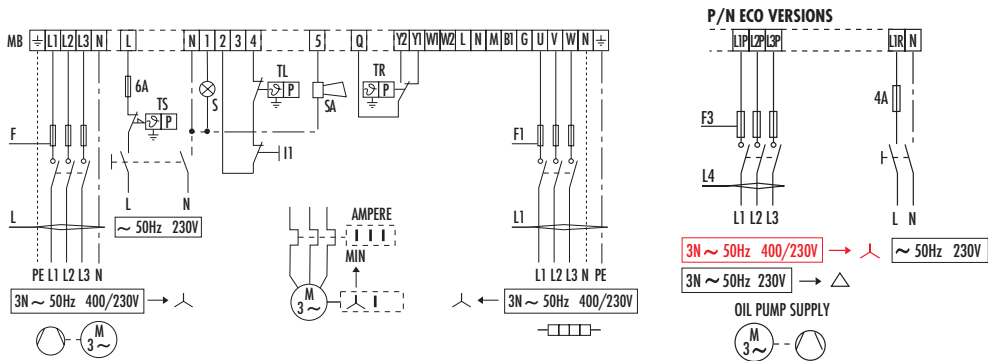 P/N ECO VERSIONS
MB L1 L2 L3 N L N 1 2 3 4 5 Q Y2 Y1 W1 W2 L N M B1 G U V W N
L1P L2P L3P L1R N
6A TS ϑ P S TL ϑ P SA TR ϑ P
4A
F F1 F3
I1
L L1 L4
L N
AMPERE
MIN
~ 50Hz 230V
PE L1 L2 L3 N
L1 L2 L3 N PE
L1 L2 L3 L N
3N ~ 50Hz 400/230V
M 3~
M 3~
3N ~ 50Hz 400/230V
3N ~ 50Hz 400/230V
~ 50Hz 230V
3N ~ 50Hz 230V
OIL PUMP SUPPLY
M 3~